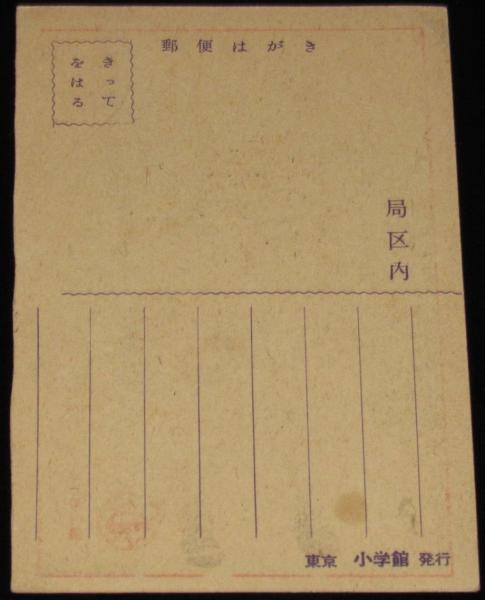 郵便はがき
きって
をはる
局区内
東京 小学館 発行